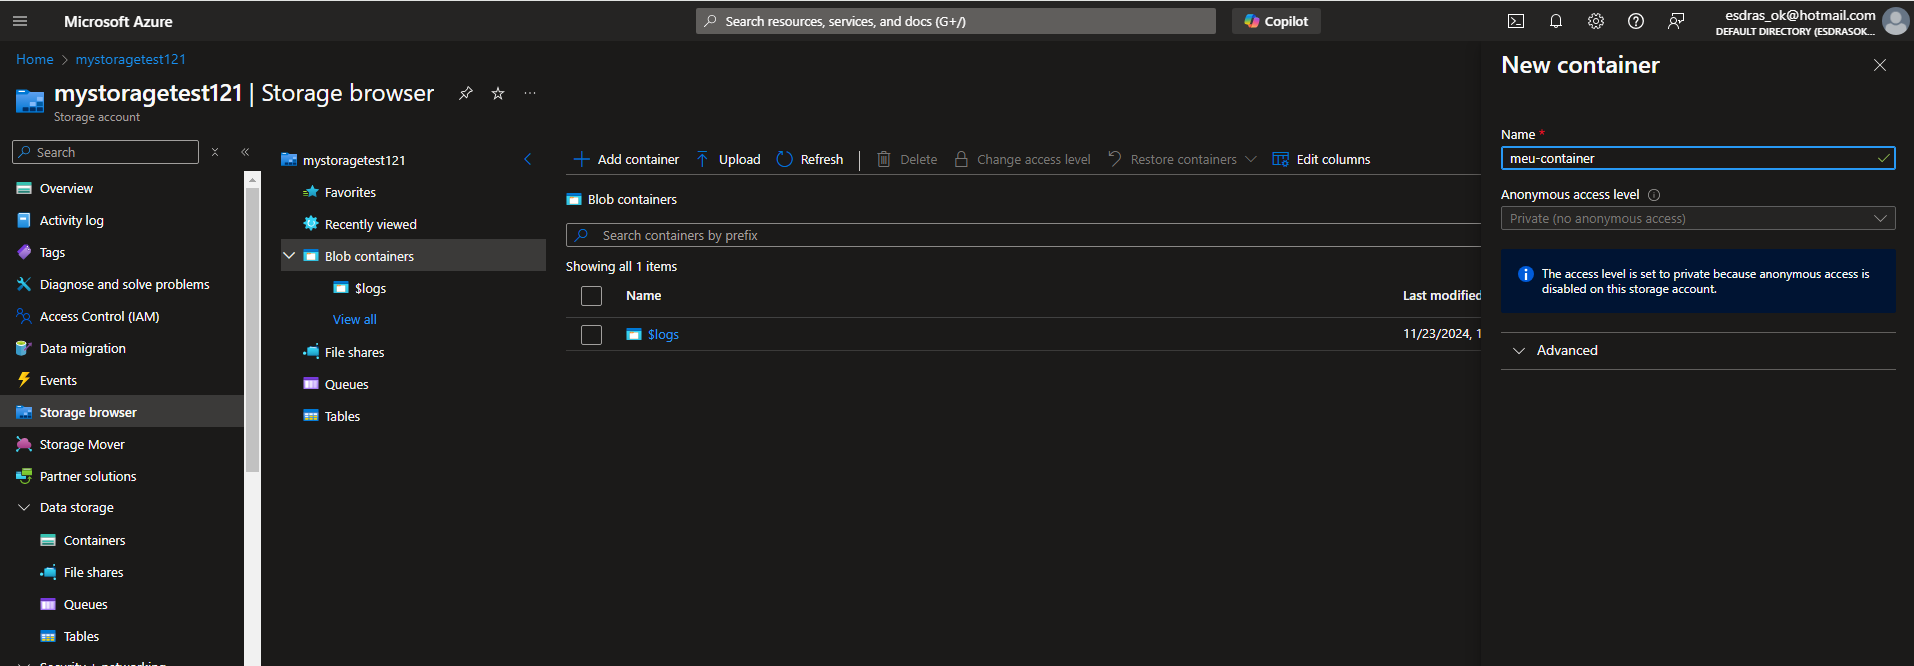 Microsoft Azure
Search resources, services, and docs (G+/)
Copilot
esdras_ok@hotmail.com
DEFAULT DIRECTORY (ESDRASOK...
Home > mystoragetest121
mystoragetest121 | Storage browser
Storage account
Search
Overview
Activity log
Tags
Diagnose and solve problems
Access Control (IAM)
Data migration
Events
Storage browser
Storage Mover
Partner solutions
Data storage
Containers
File shares
Queues
Tables
Security + networking
mystoragetest121
Favorites
Recently viewed
Blob containers
$logs
View all
File shares
Queues
Tables
Add container Upload Refresh Delete Change access level Restore containers Edit columns
Blob containers
Search containers by prefix
Showing all 1 items
Name Last modified
$logs 11/23/2024, 1
New container
Name *
meu-container
Anonymous access level
Private (no anonymous access)
The access level is set to private because anonymous access is
disabled on this storage account.
Advanced